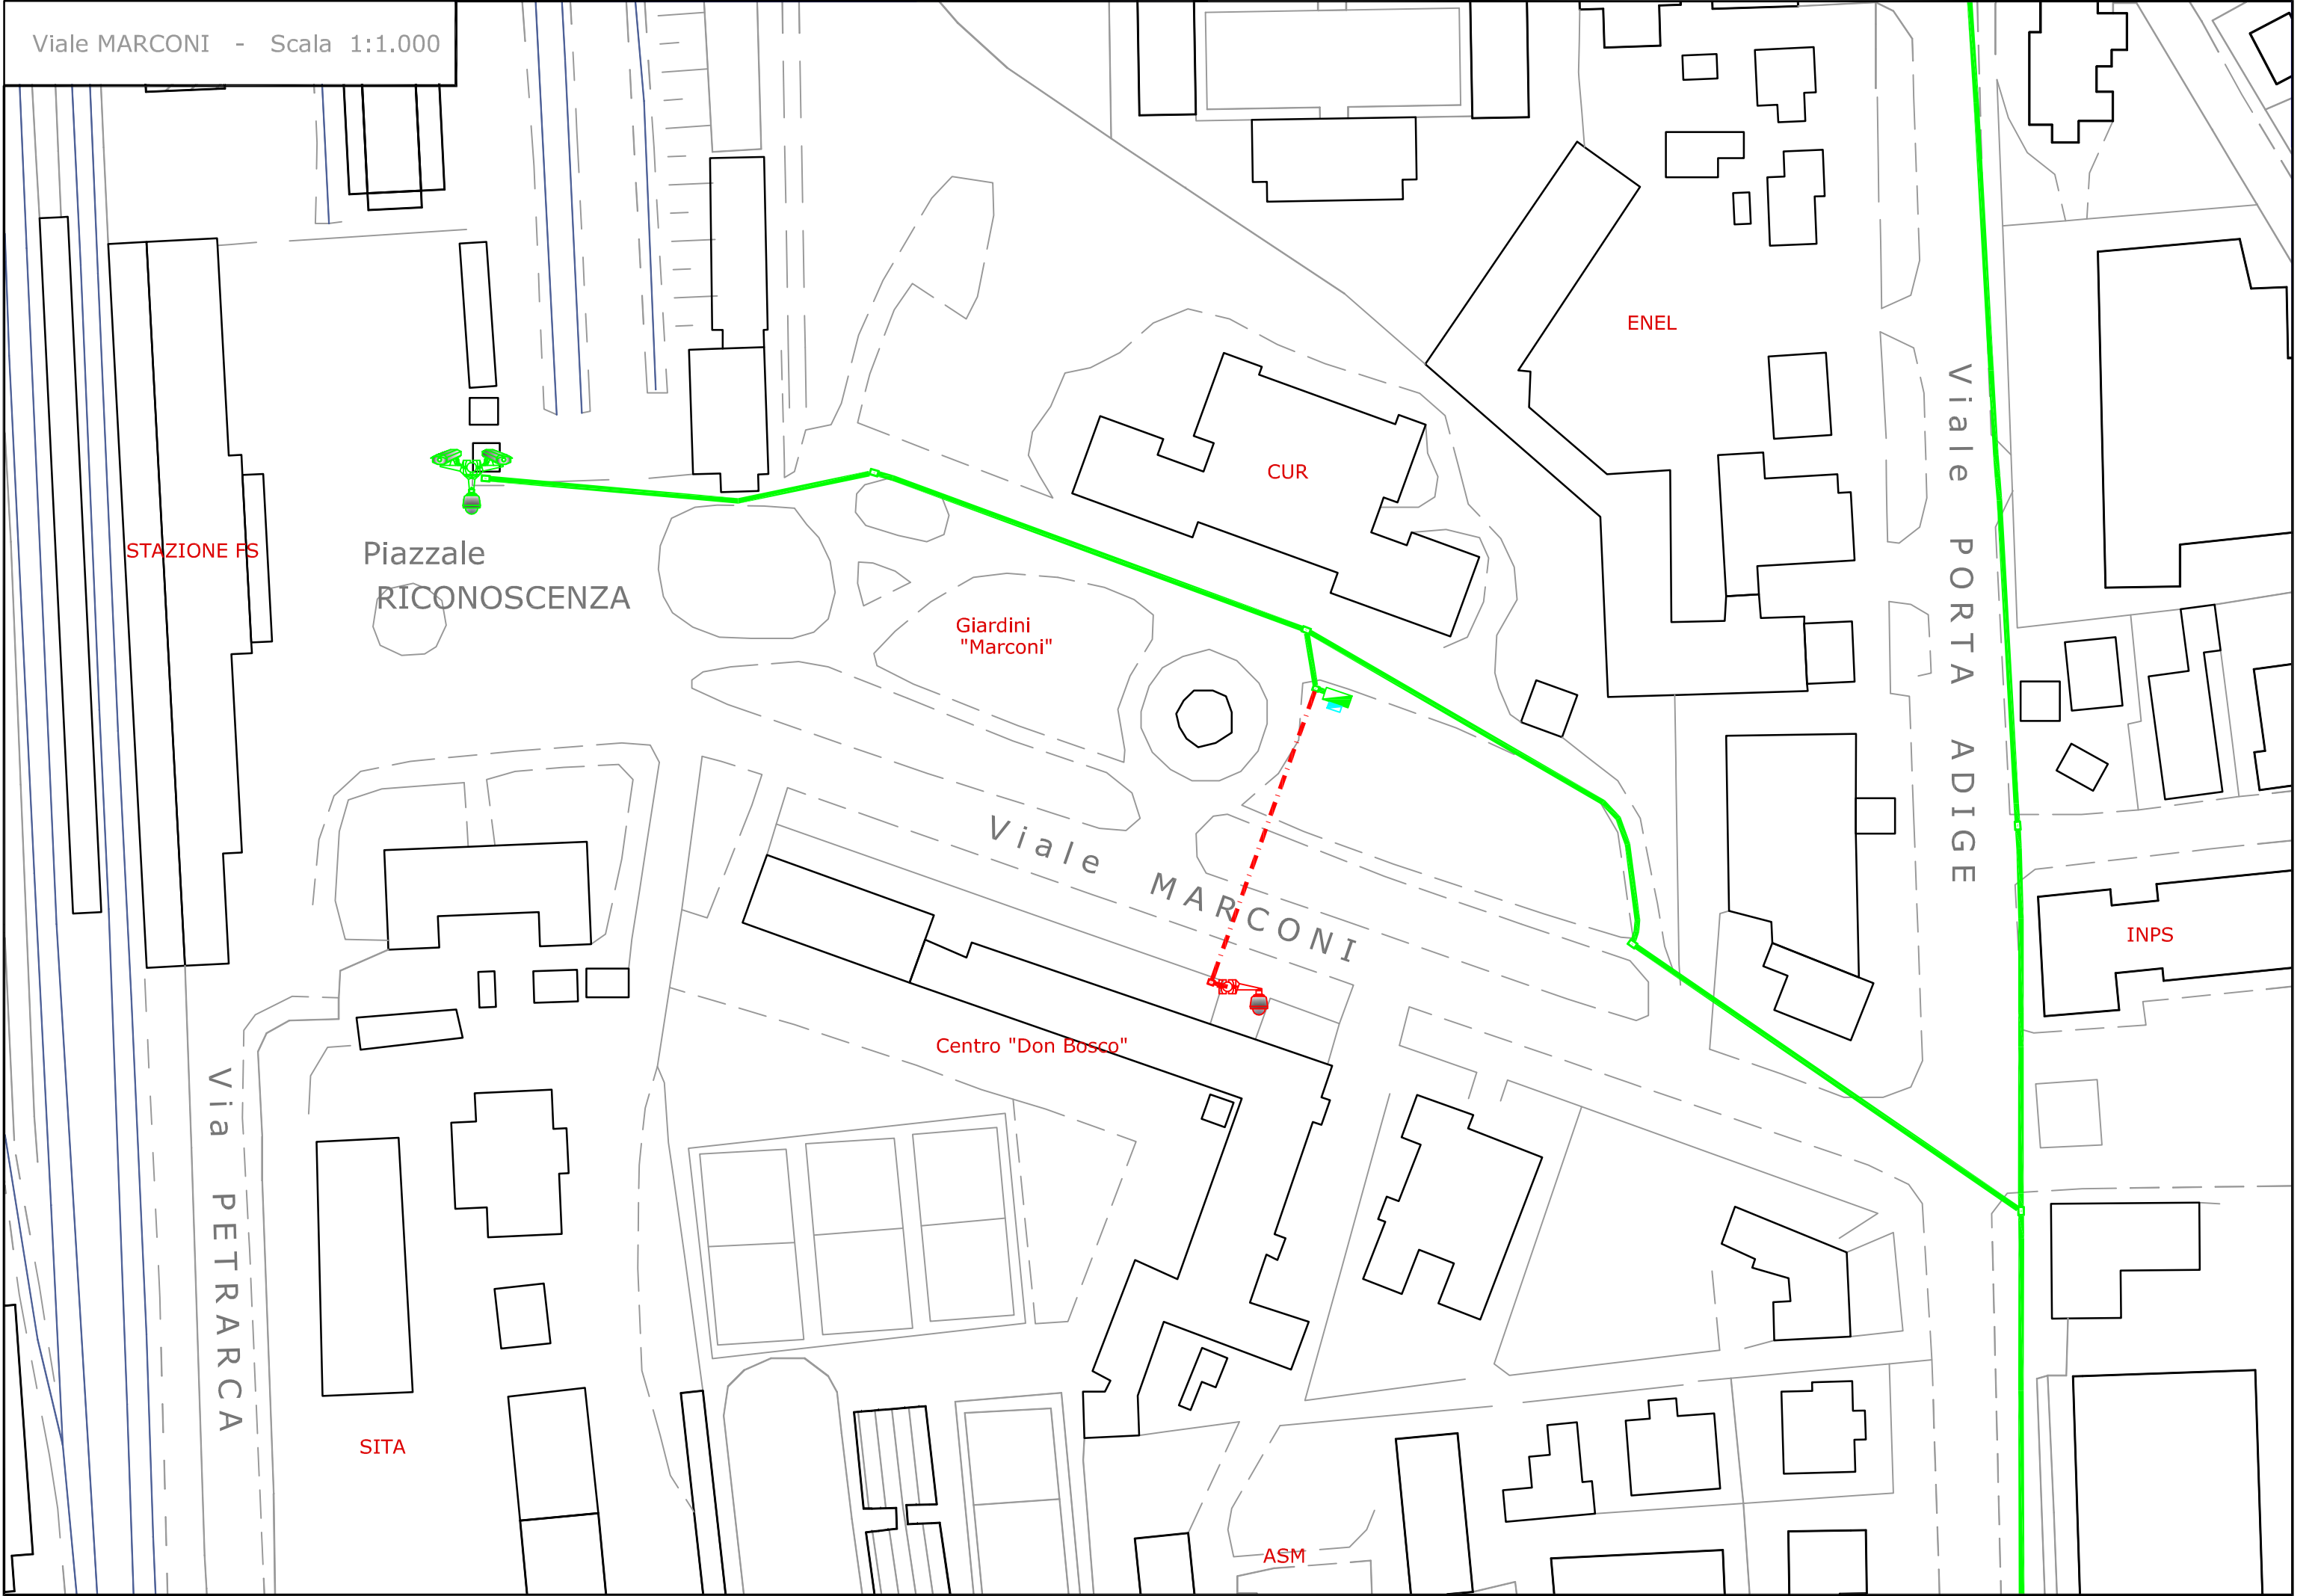 Viale MARCONI - Scala 1:1.000
ENEL
CUR
STAZIONE FS
Piazzale
RICONOSCENZA
Giardini
"Marconi"
Viale PORTA ADIGE
Viale MARCONI
INPS
Centro "Don Bosco"
Via PETRARCA
SITA
ASM